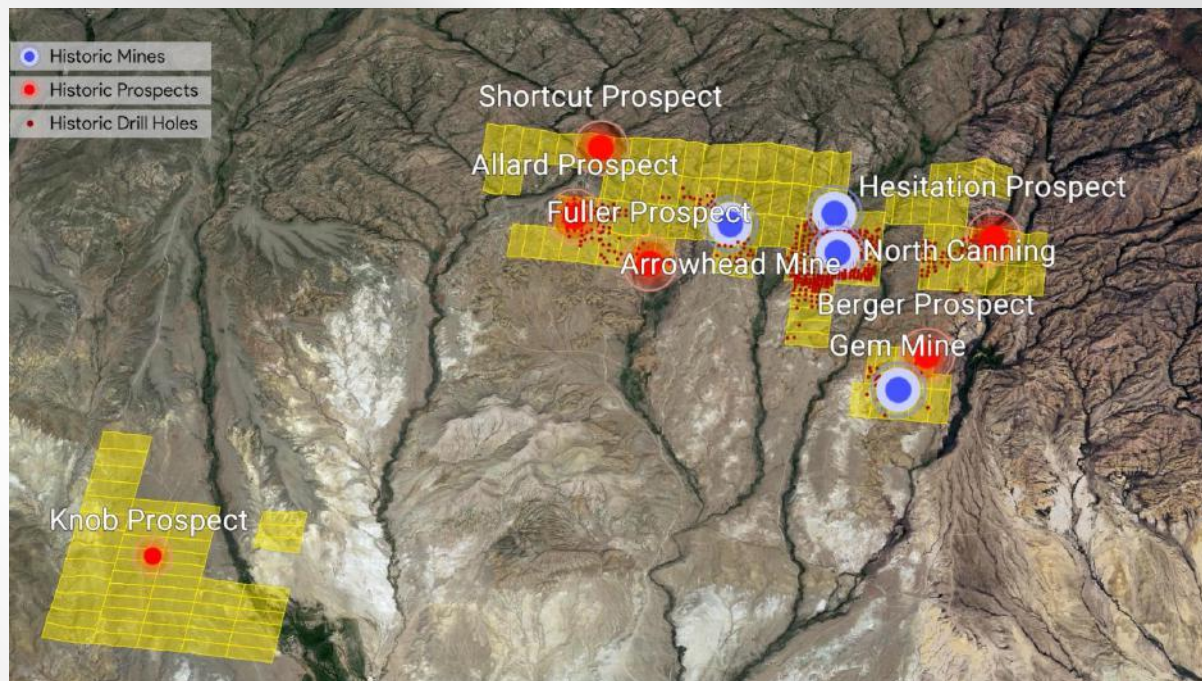 Historic Mines
Historic Prospects
Historic Drill Holes
Shortcut Prospect
Allard Prospect
Hesitation Prospect
Fuller Prospect
North Canning
Arrowhead Mine
Berger Prospect
Gem Mine
Knob Prospect